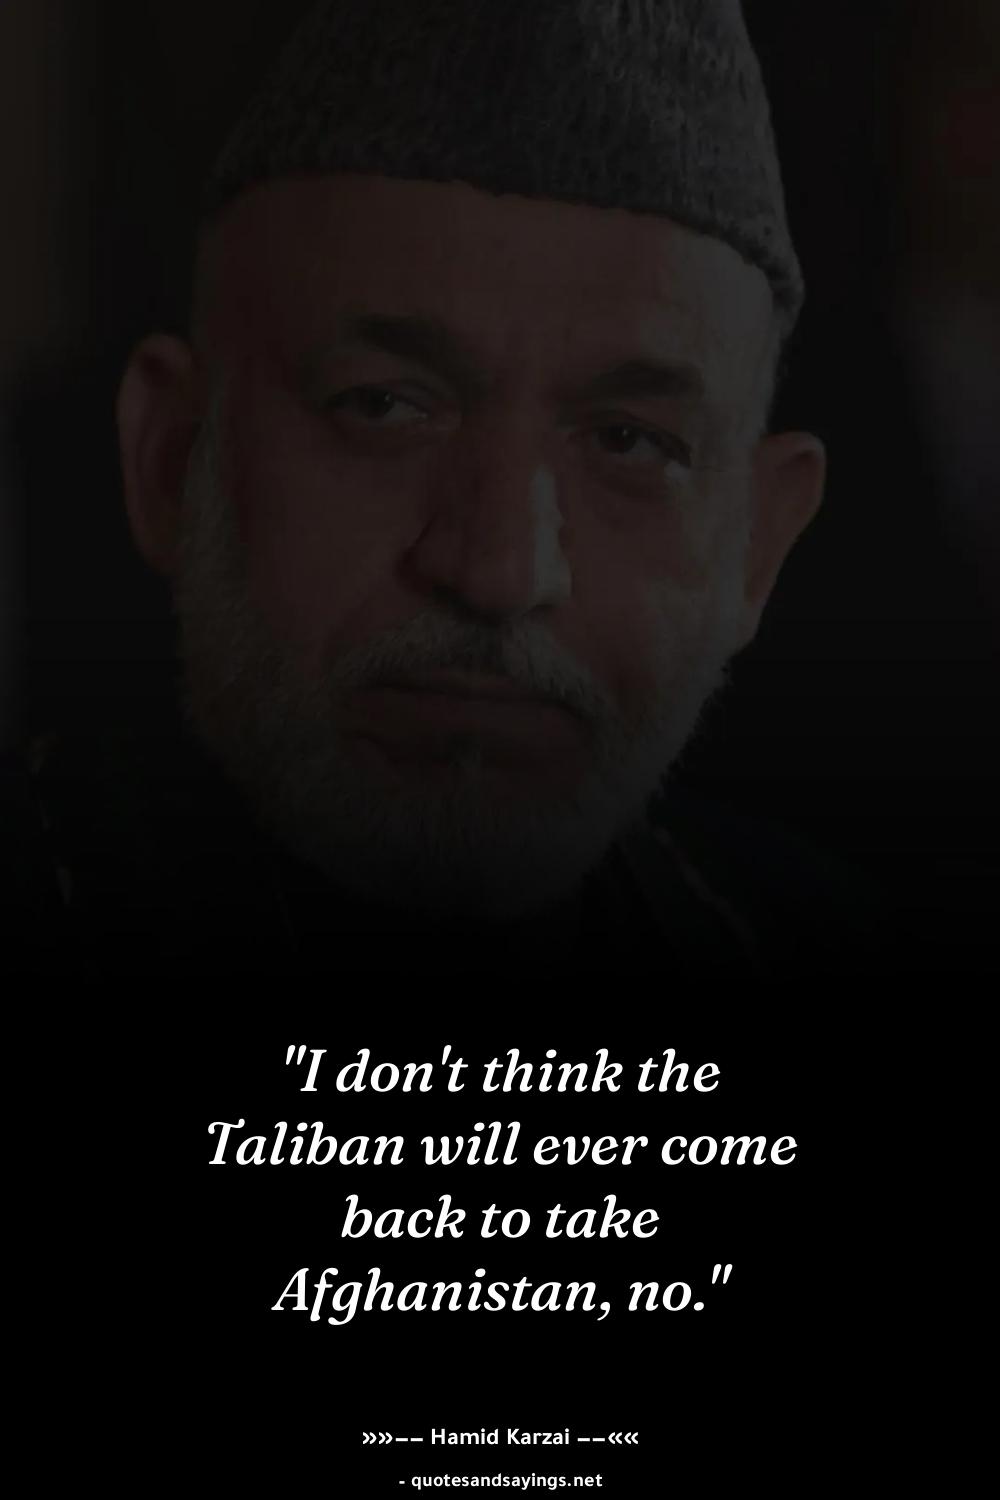 "I don't think the
Taliban will ever come
back to take
Afghanistan, no."
»»–– Hamid Karzai ––««
- quotesandsayings.net